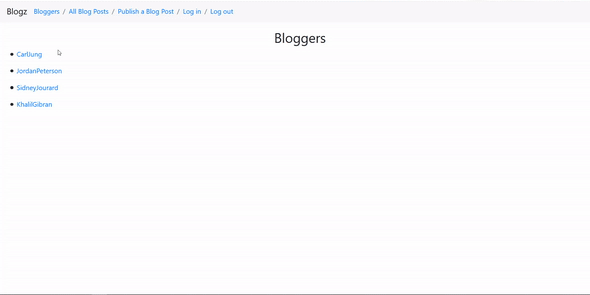 Blogz Bloggers / All Blog Posts / Publish a Blog Post / Log in / Log out
Bloggers
CarlJung
JordanPeterson
SidneyJourard
KhalilGibran